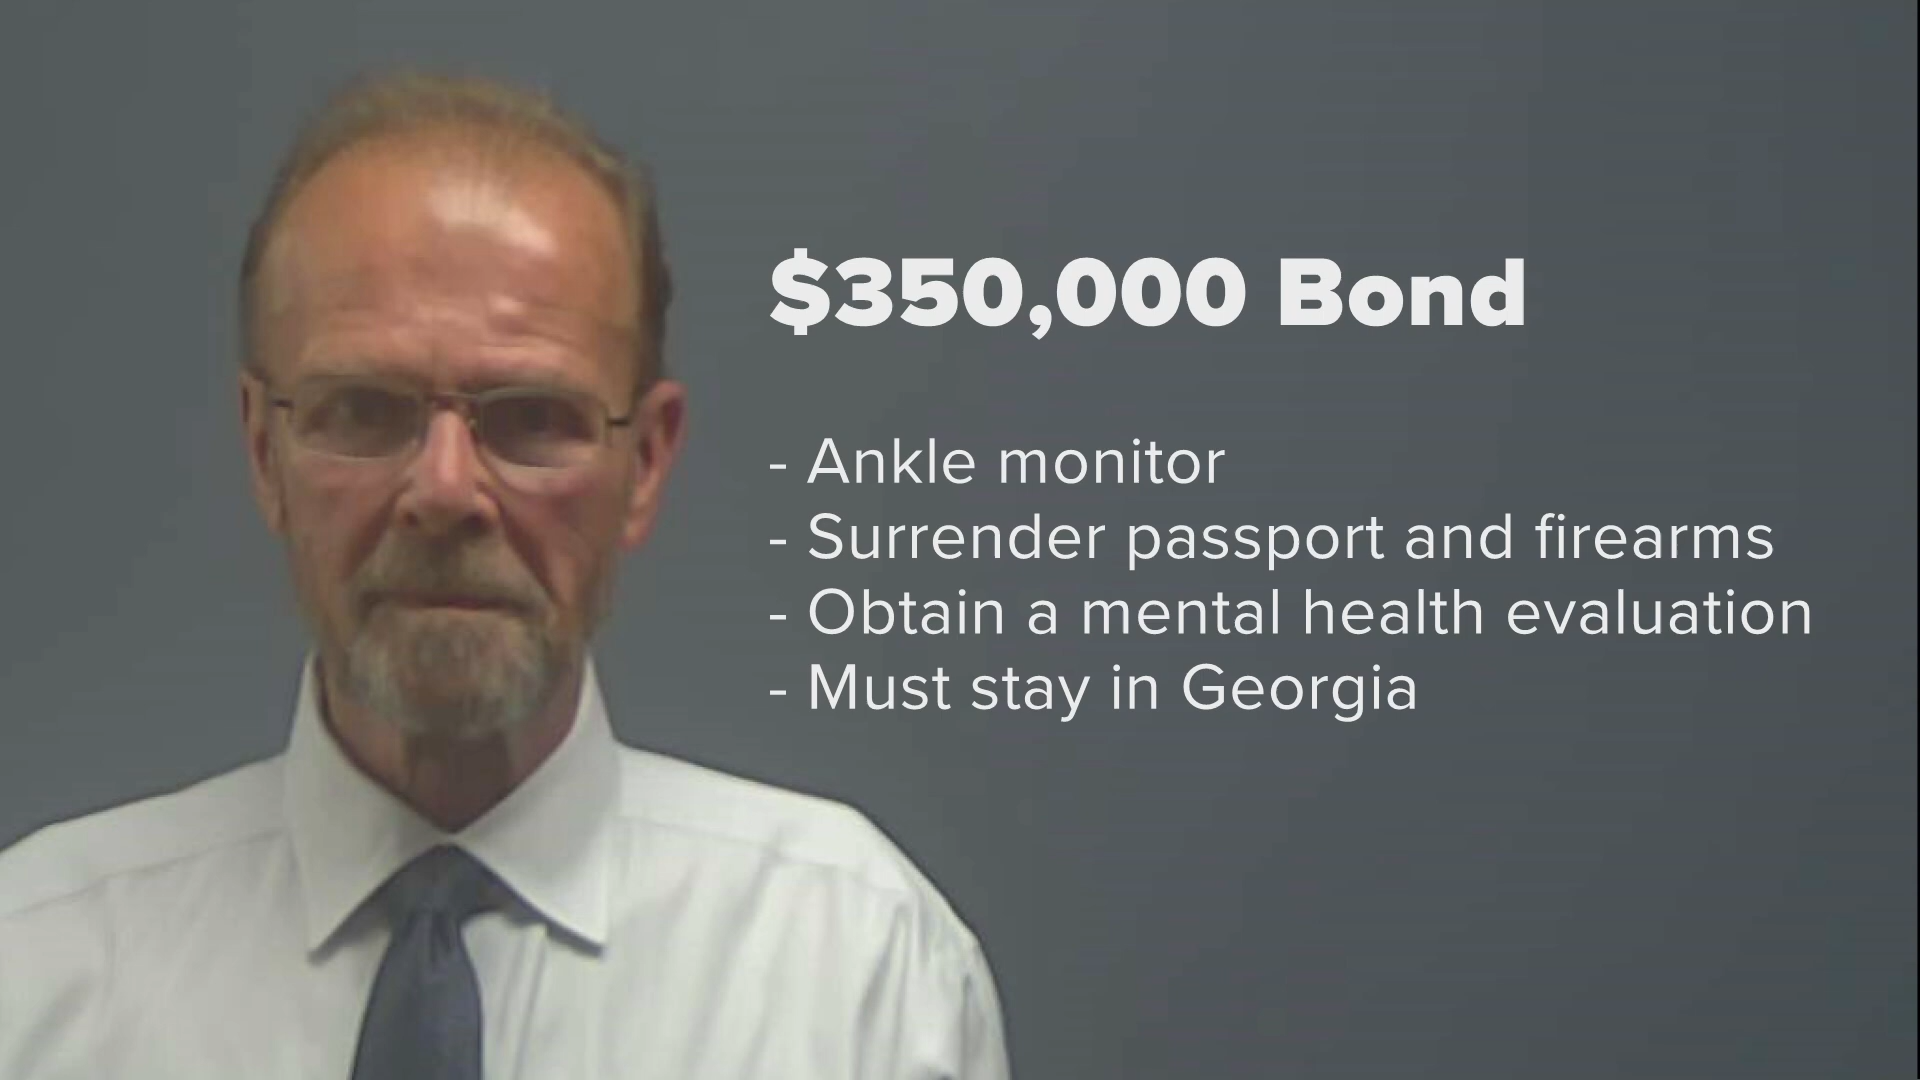 $350,000 Bond
- Ankle monitor
- Surrender passport and firearms
- Obtain a mental health evaluation
- Must stay in Georgia